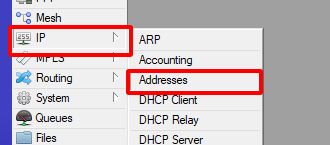 Mesh
IP
MPLS
Routing
System
Queues
Files
ARP
Accounting
Addresses
DHCP Client
DHCP Relay
DHCP Server